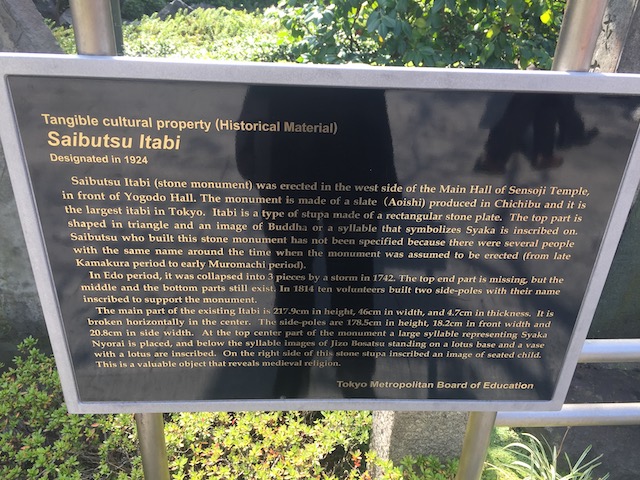 Tangible cultural property (Historical Material)
Saibutsu Itabi
Designated in 1924
Saibutsu Itabi (stone monument) was erected in the west side of the Main Hall of Sensoji Temple,
in front of Yogodo Hall. The monument is made of a slate (Aoishi) produced in Chichibu and it is
the largest itabi in Tokyo. Itabi is a type of stupa made of a rectangular stone plate. The top part is
shaped in triangle and an image of Buddha or a syllable that symbolizes Syaka is inscribed on.
Saibutsu who built this stone monument has not been specified because there were several people
with the same name around the time when the monument was assumed to be erected (from late
Kamakura period to early Muromachi period).
In Edo period, it was collapsed into 3 pieces by a storm in 1742. The top end part is missing, but the
middle and the bottom parts still exist. In 1814 ten volunteers built two side-poles with their name
inscribed to support the monument.
The main part of the existing Itabi is 217.9cm in height, 46cm in width, and 4.7cm in thickness. It is
broken horizontally in the center. The side-poles are 178.5cm in height, 18.2cm in front width and
20.8cm in side width. At the top center part of the monument a large syllable representing Syaka
Nyorai is placed, and below the syllable images of Jizo Bosatsu standing on a lotus base and a vase
with a lotus are inscribed. On the right side of this stone stupa inscribed an image of seated child.
This is a valuable object that reveals medieval religion.
Tokyo Metropolitan Board of Education